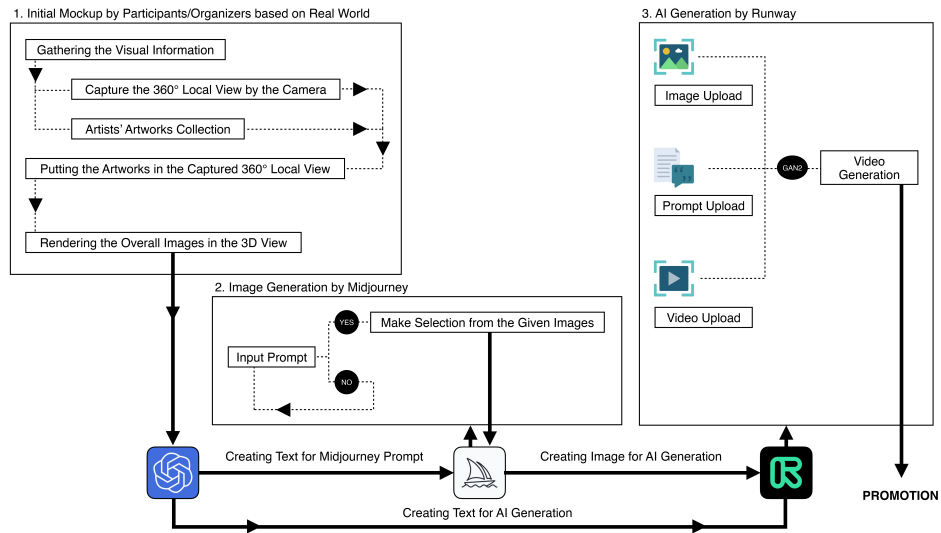 1. Initial Mockup by Participants/Organizers based on Real World
Gathering the Visual Information
Capture the 360° Local View by the Camera
Artists' Artworks Collection
Putting the Artworks in the Captured 360° Local View
Rendering the Overall Images in the 3D View
2. Image Generation by Midjourney
Input Prompt
YES
NO
Make Selection from the Given Images
3. AI Generation by Runway
Image Upload
Prompt Upload
Video Upload
GAN2
Video
Generation
Creating Text for Midjourney Prompt
Creating Image for AI Generation
Creating Text for AI Generation
PROMOTION